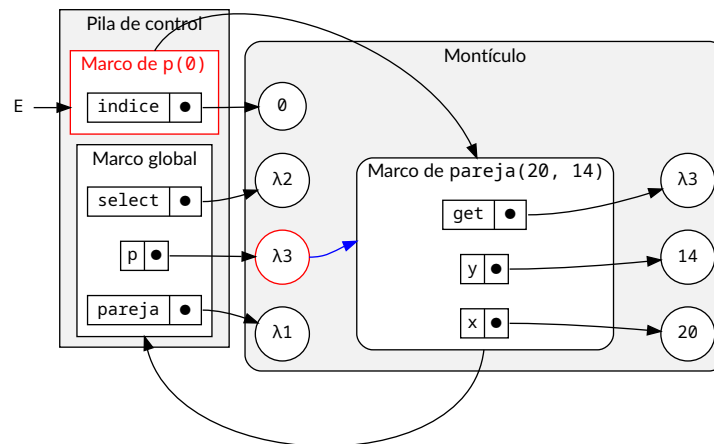 Pila de control
Marco de p(0)
E
indice
Marco global
select
p
pareja
Montículo
0
λ2
λ3
λ1
Marco de pareja(20, 14)
get
y
x
λ3
14
20